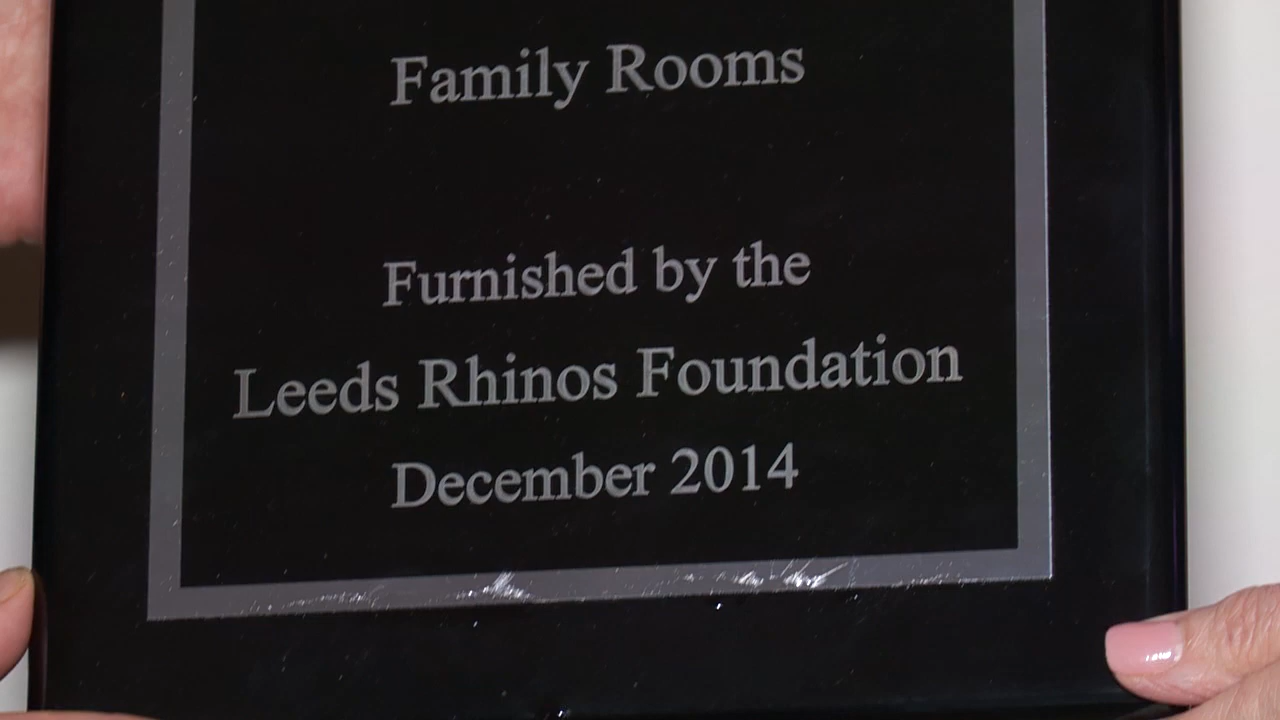 Family Rooms
Furnished by the
Leeds Rhinos Foundation
December 2014